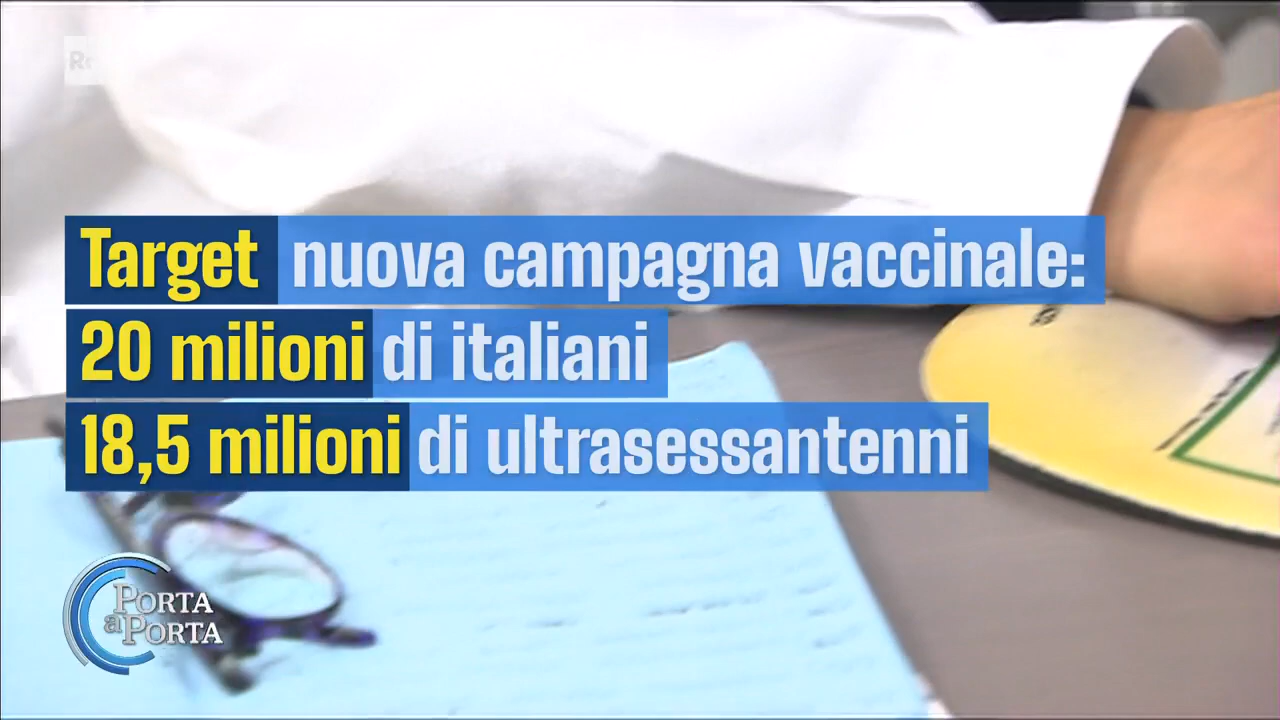 Target nuova campagna vaccinale:
20 milioni di italiani
18,5 milioni di ultrasessantenni
PORTA
a PORTA